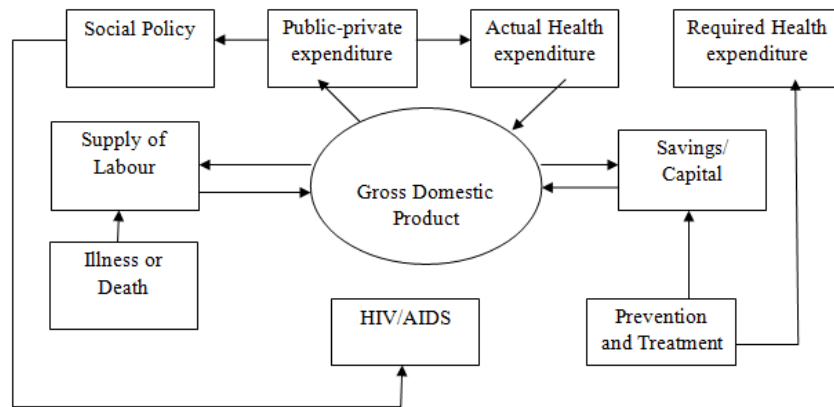 Social Policy
Public-private
expenditure
Actual Health
expenditure
Required Health
expenditure
Supply of
Labour
Gross Domestic
Product
Savings/
Capital
Illness or
Death
HIV/AIDS
Prevention
and Treatment